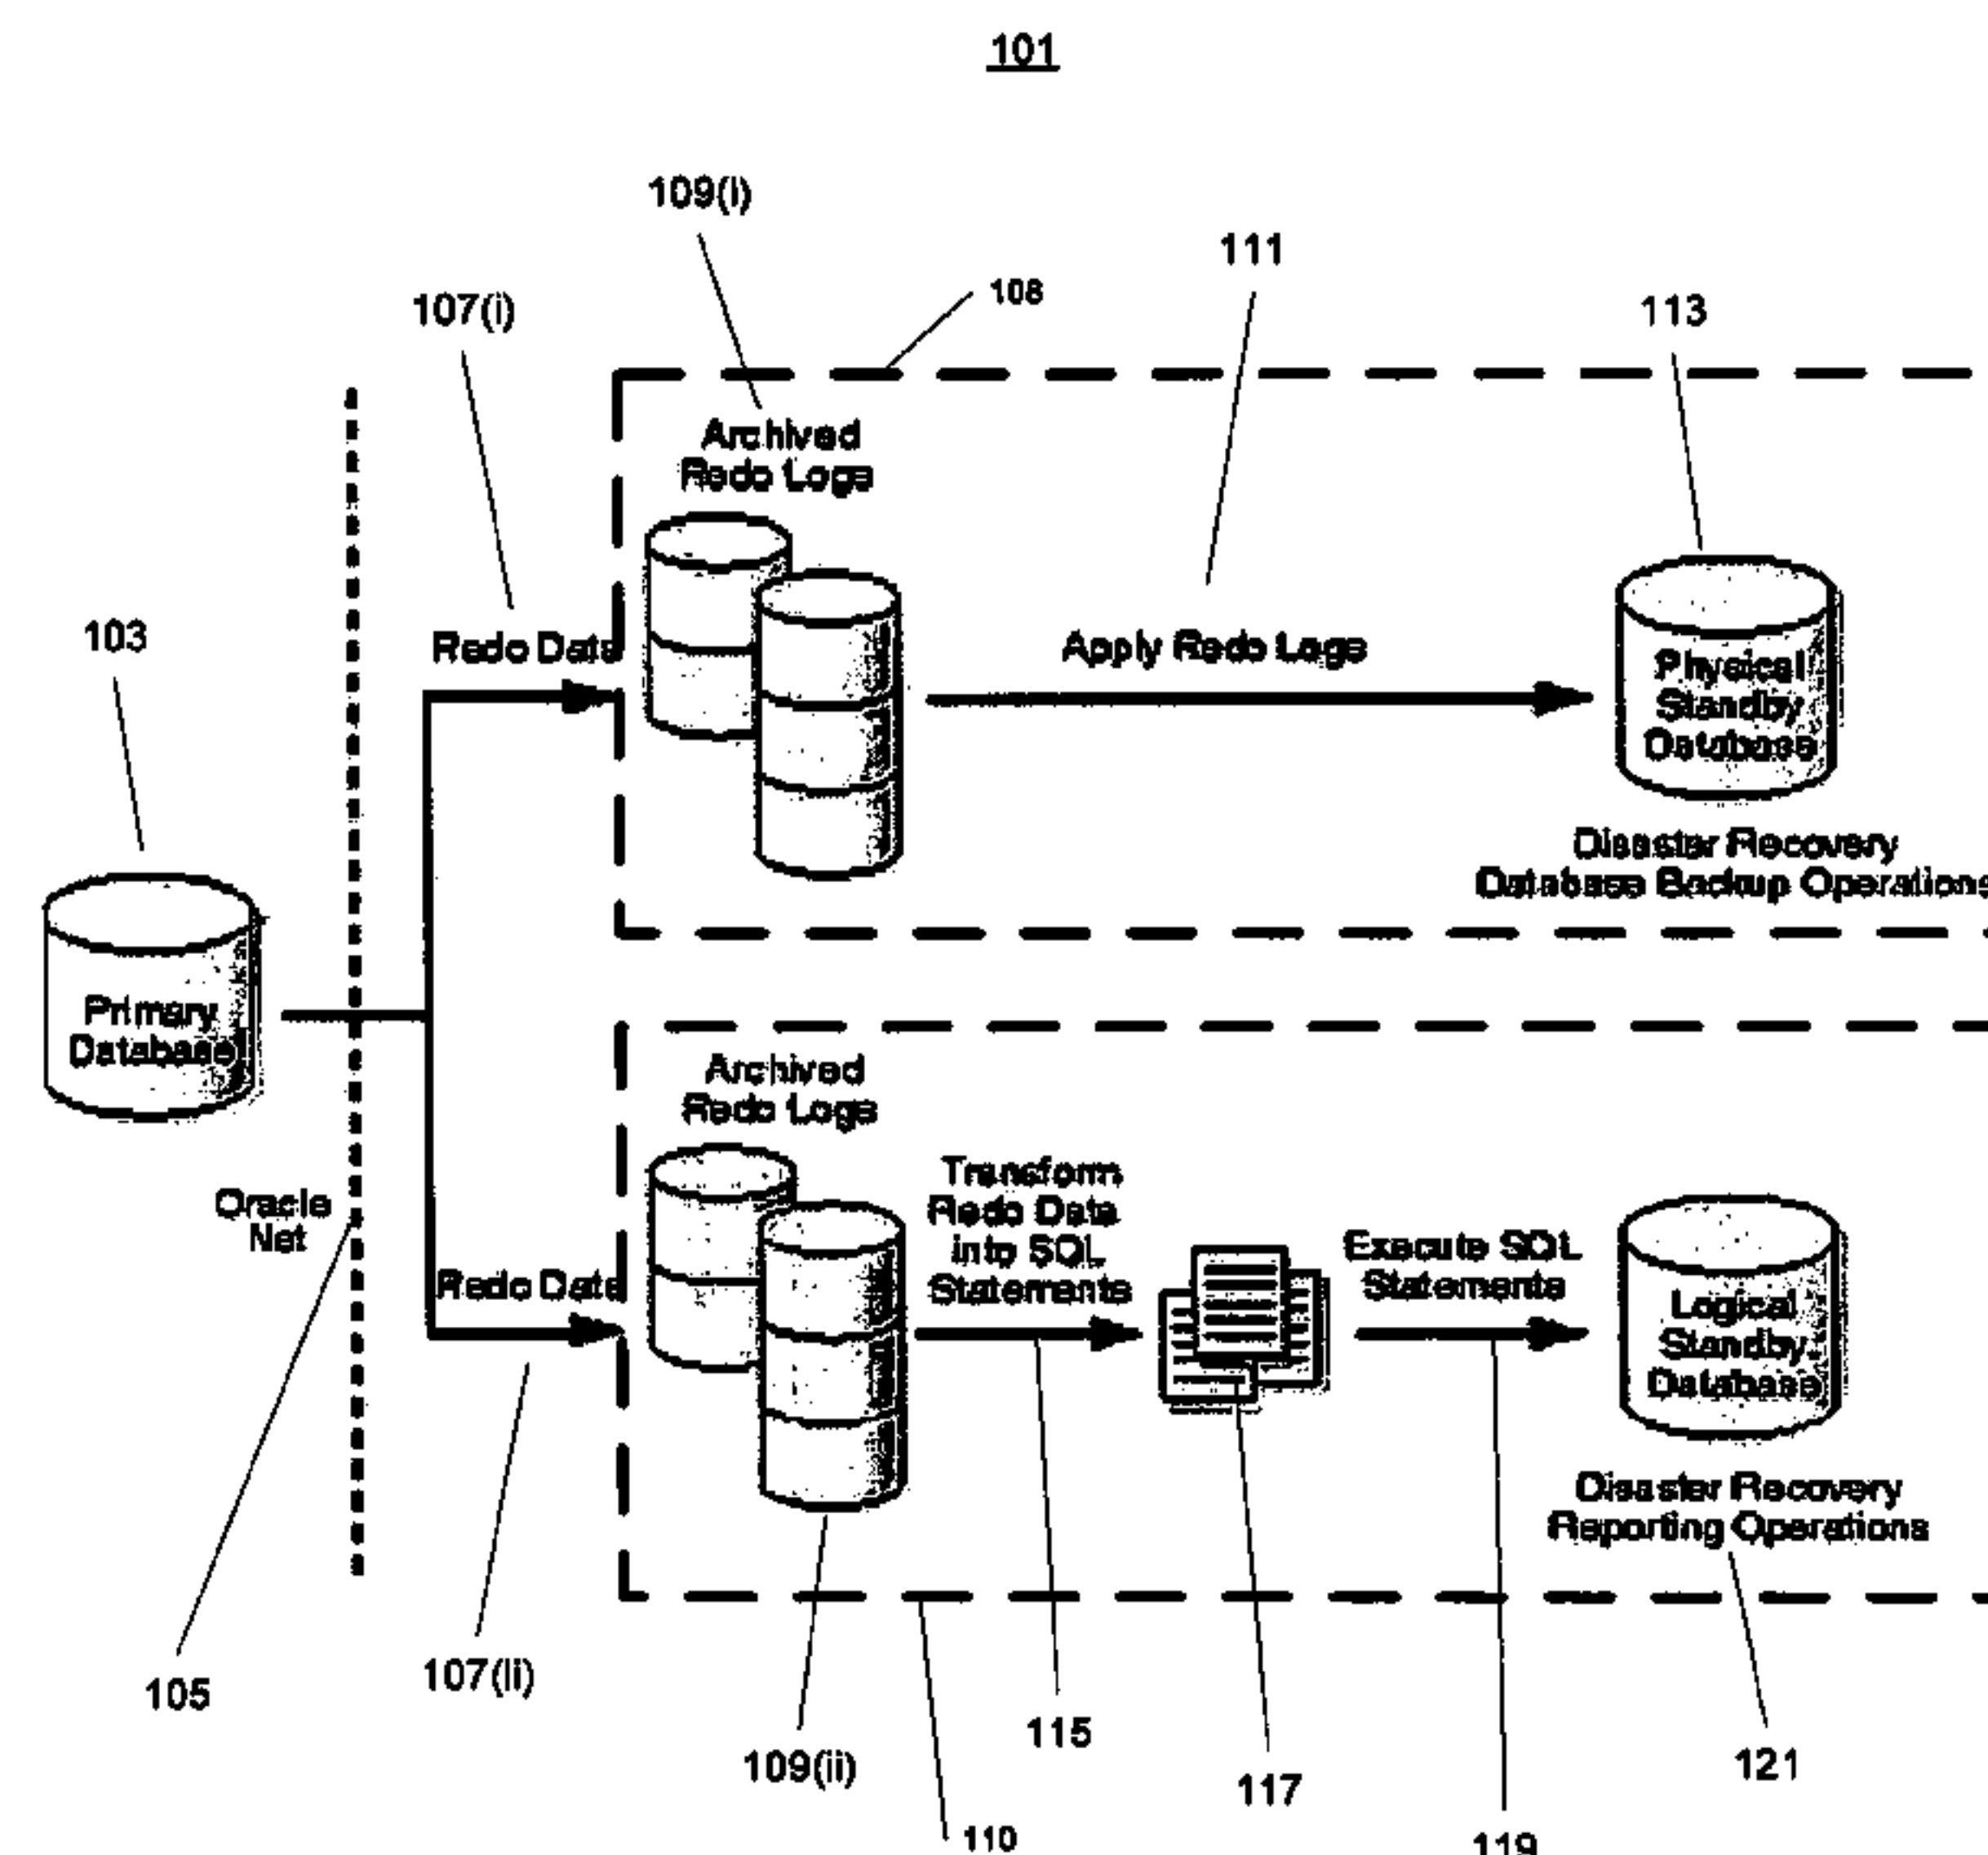 101
109(i)
111
108
107(i)
113
Archived
Redo Logs
103
Redo Data
Apply Redo Logs
Physical
Standby
Database
Disaster Recovery
Database Backup Operations
Primary
Database
Archived
Redo Logs
Transform
Redo Data
into SQL
Statements
Oracle
Net
Execute SQL
Statements
Redo Data
Logical
Standby
Database
Disaster Recovery
Reporting Operations
107(ii)
105
115
109(ii)
121
117
110
119